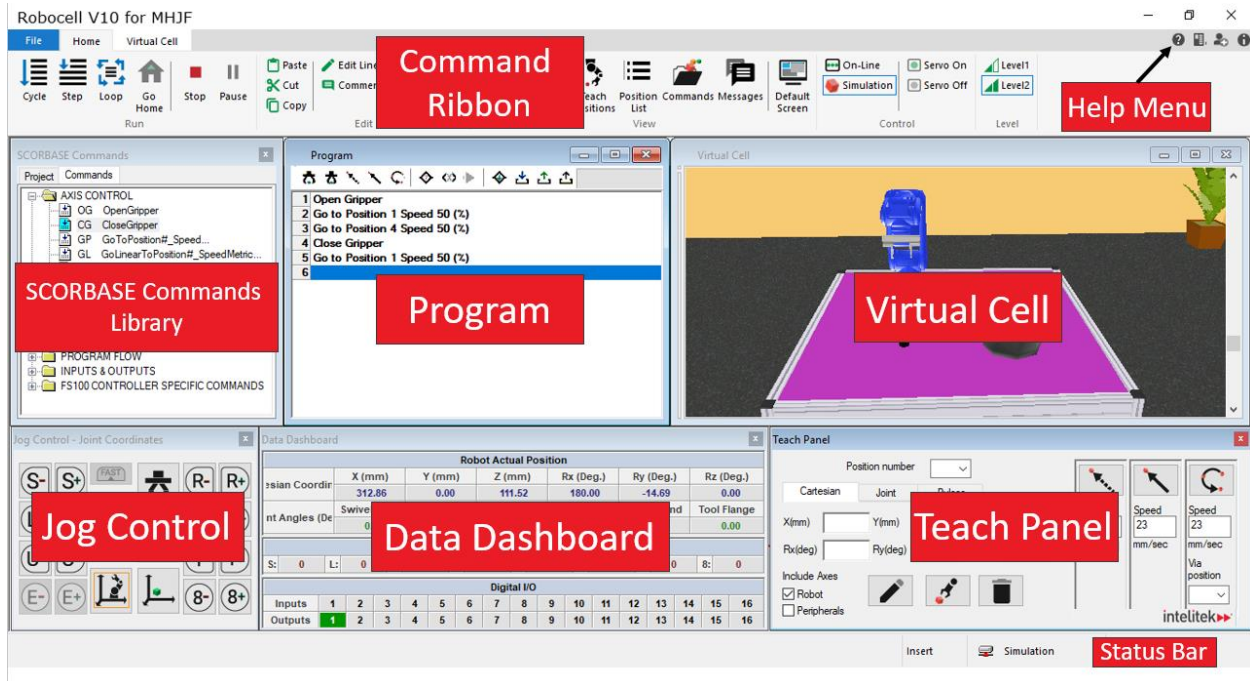 Robocell V10 for MHJF
File Home Virtual Cell
Cycle Step Loop Go Home Stop Pause
Run
Paste
Cut
Copy
Edit Line
Edit
Command
Ribbon
Position List Commands Messages
View
Default Screen
On-Line
Simulation
Servo On
Servo Off
Control
Level1
Level2
Level
Help Menu
SCORBASE Commands
Project Commands
AXIS CONTROL
OG OpenGripper
CG CloseGripper
GP GoToPosition#_Speed...
GL GoLinearToPosition#_SpeedMetric...
SCORBASE Commands
Library
PROGRAM FLOW
INPUTS & OUTPUTS
FS100 CONTROLLER SPECIFIC COMMANDS
Program
1 Open Gripper
2 Go to Position 4 Speed 50 (%)
3 Go to Position 4 Speed 50 (%)
4 Close Gripper
5 Go to Position 1 Speed 50 (%)
6
Program
Virtual Cell
Virtual Cell
Jog Control - Joint Coordinates
S- S+ FAST R- R+
Jog Control
E- E+ 8- 8+
Data Dashboard
Robot Actual Position
X (mm) Y (mm) Z (mm) Rx (Deg.) Ry (Deg.) Rz (Deg.)
312.86 0.00 111.52 180.00 -14.69 0.00
Tool Flange
0.00
Data Dashboard
S: 0 L: 0 8: 0
Digital I/O
Inputs 1 2 3 4 5 6 7 8 9 10 11 12 13 14 15 16
Outputs 1 2 3 4 5 6 7 8 9 10 11 12 13 14 15 16
Teach Panel
Position number
Cartesian Joint
X(mm) Y(mm)
Rx(deg) Ry(deg)
Include Axes
Robot
Peripherals
Teach Panel
Speed
23
mm/sec
Speed
23
mm/sec
Via
position
intelitek
Insert Simulation
Status Bar